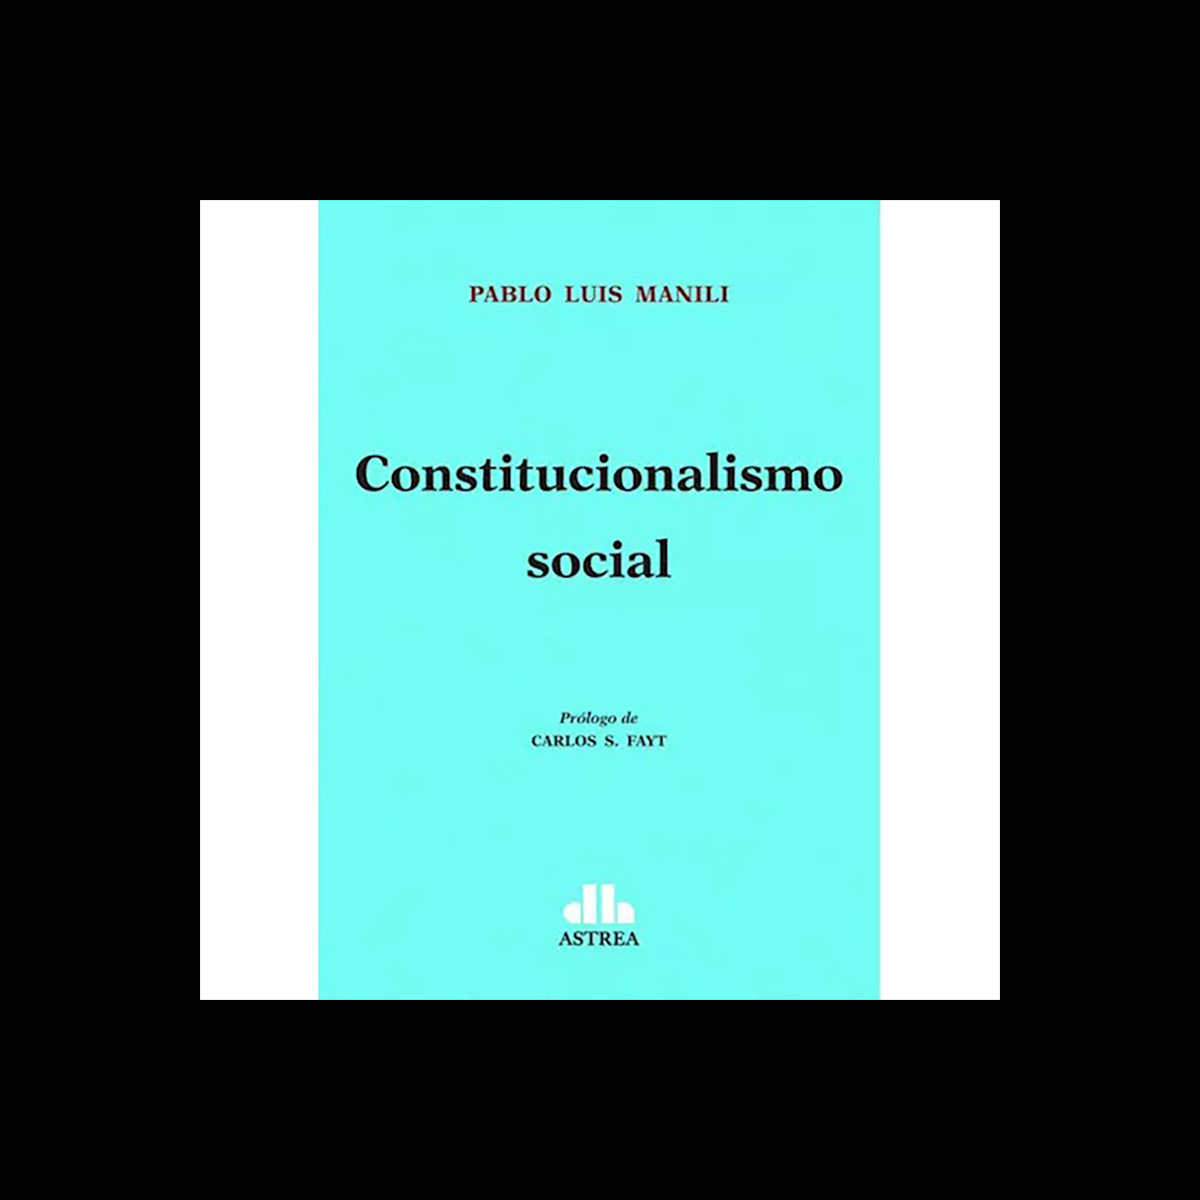 PABLO LUIS MANILI
Constitucionalismo
social
Prólogo de
CARLOS S. FAYT
ASTREA